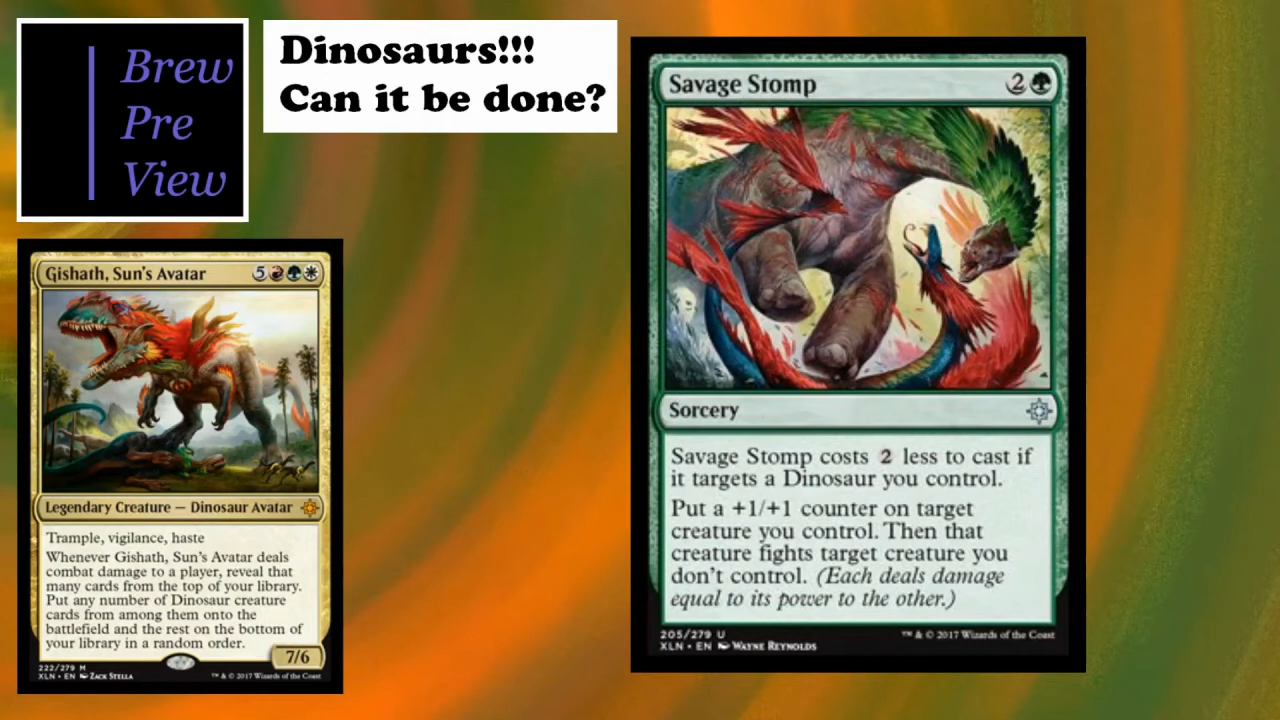 Brew
Pre
View
Dinosaurs!!!
Can it be done?
Gishath, Sun's Avatar 5
Legendary Creature — Dinosaur Avatar
Trample, vigilance, haste
Whenever Gishath, Sun's Avatar deals
combat damage to a player, reveal that
many cards from the top of your library.
Put any number of Dinosaur creature
cards from among them onto the
battlefield and the rest on the bottom of
your library in a random order.
7/6
222/279 M
XLN • EN Zack Stella
™ & © 2017 Wizards of the Coast
Savage Stomp 2
Sorcery
Savage Stomp costs 2 less to cast if
it targets a Dinosaur you control.
Put a +1/+1 counter on target
creature you control. Then that
creature fights target creature you
don't control. (Each deals damage
equal to its power to the other.)
205/279 U
XLN • EN Wayne Reynolds
™ & © 2017 Wizards of the Coast